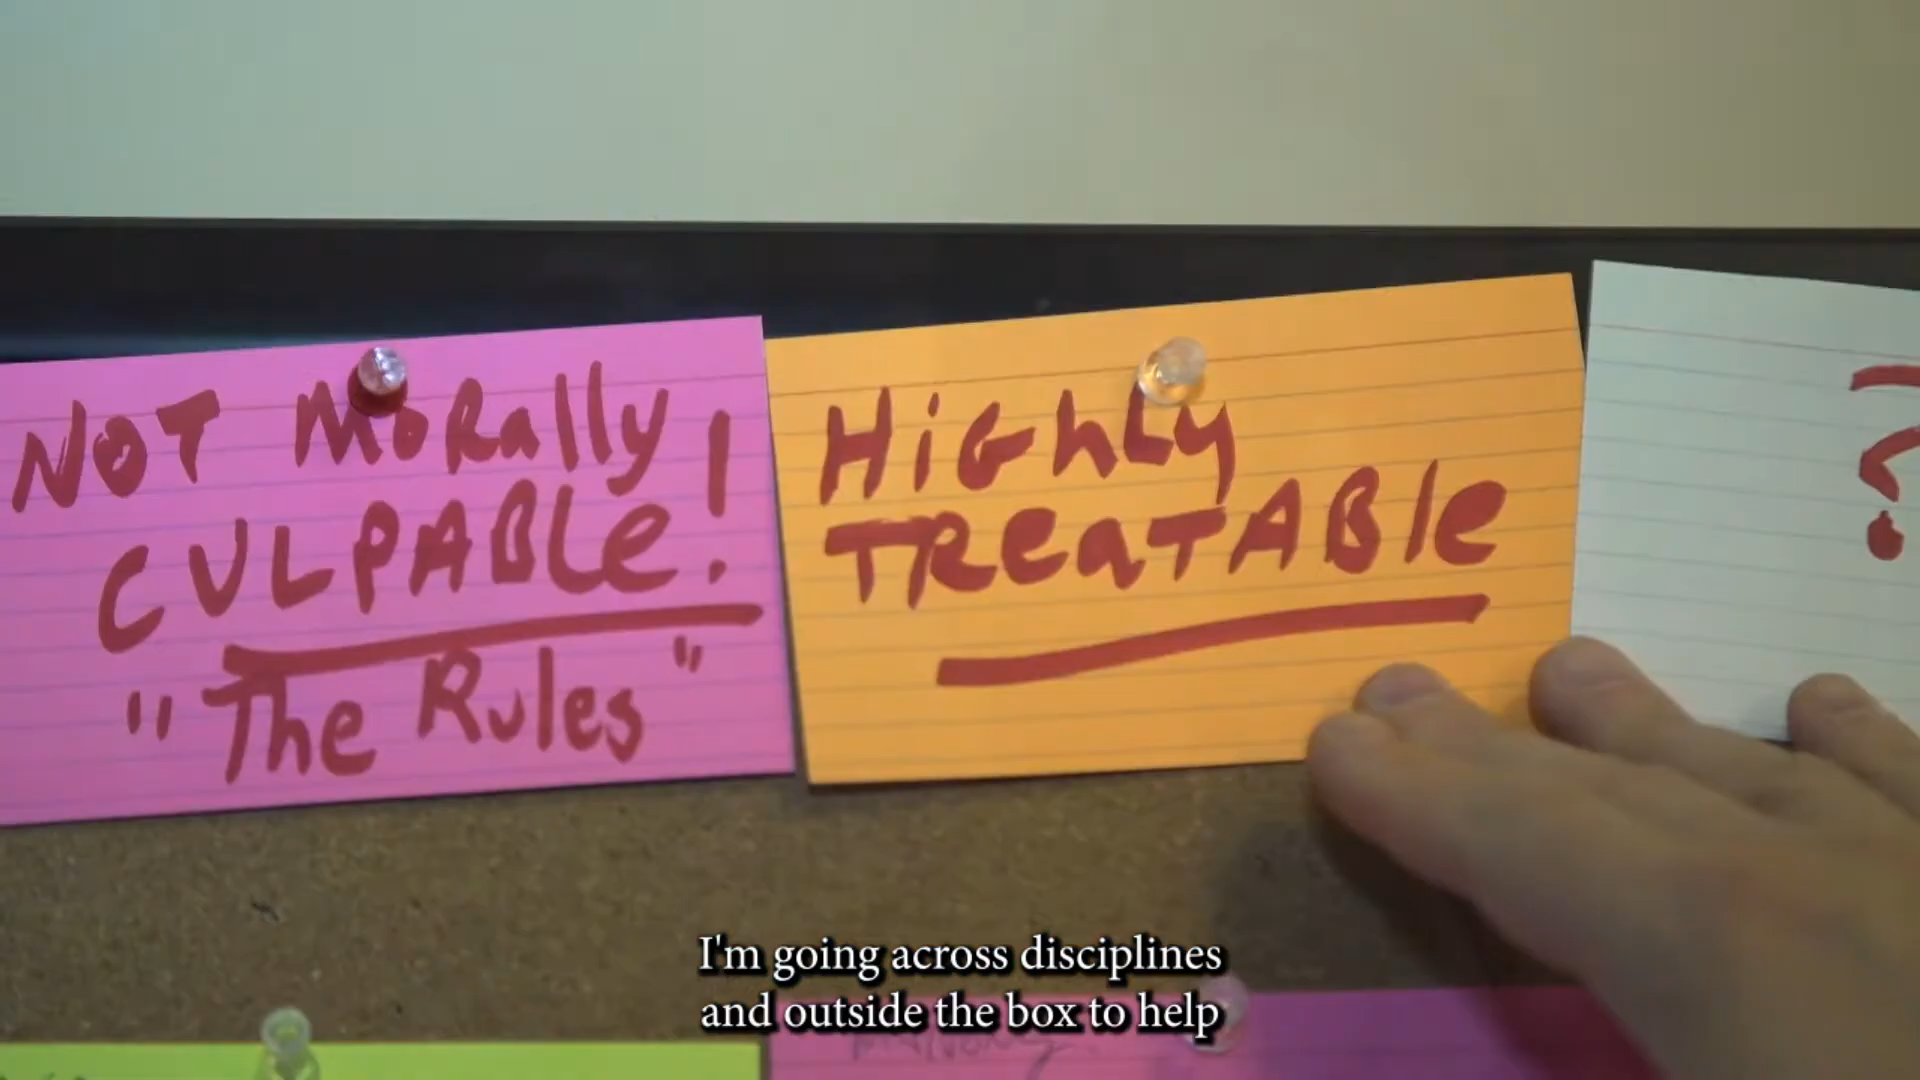 NOT MoRally
CULPABLE!
"The Rules"
HiGhLy
TReaTABle
?
I'm going across disciplines
and outside the box to help